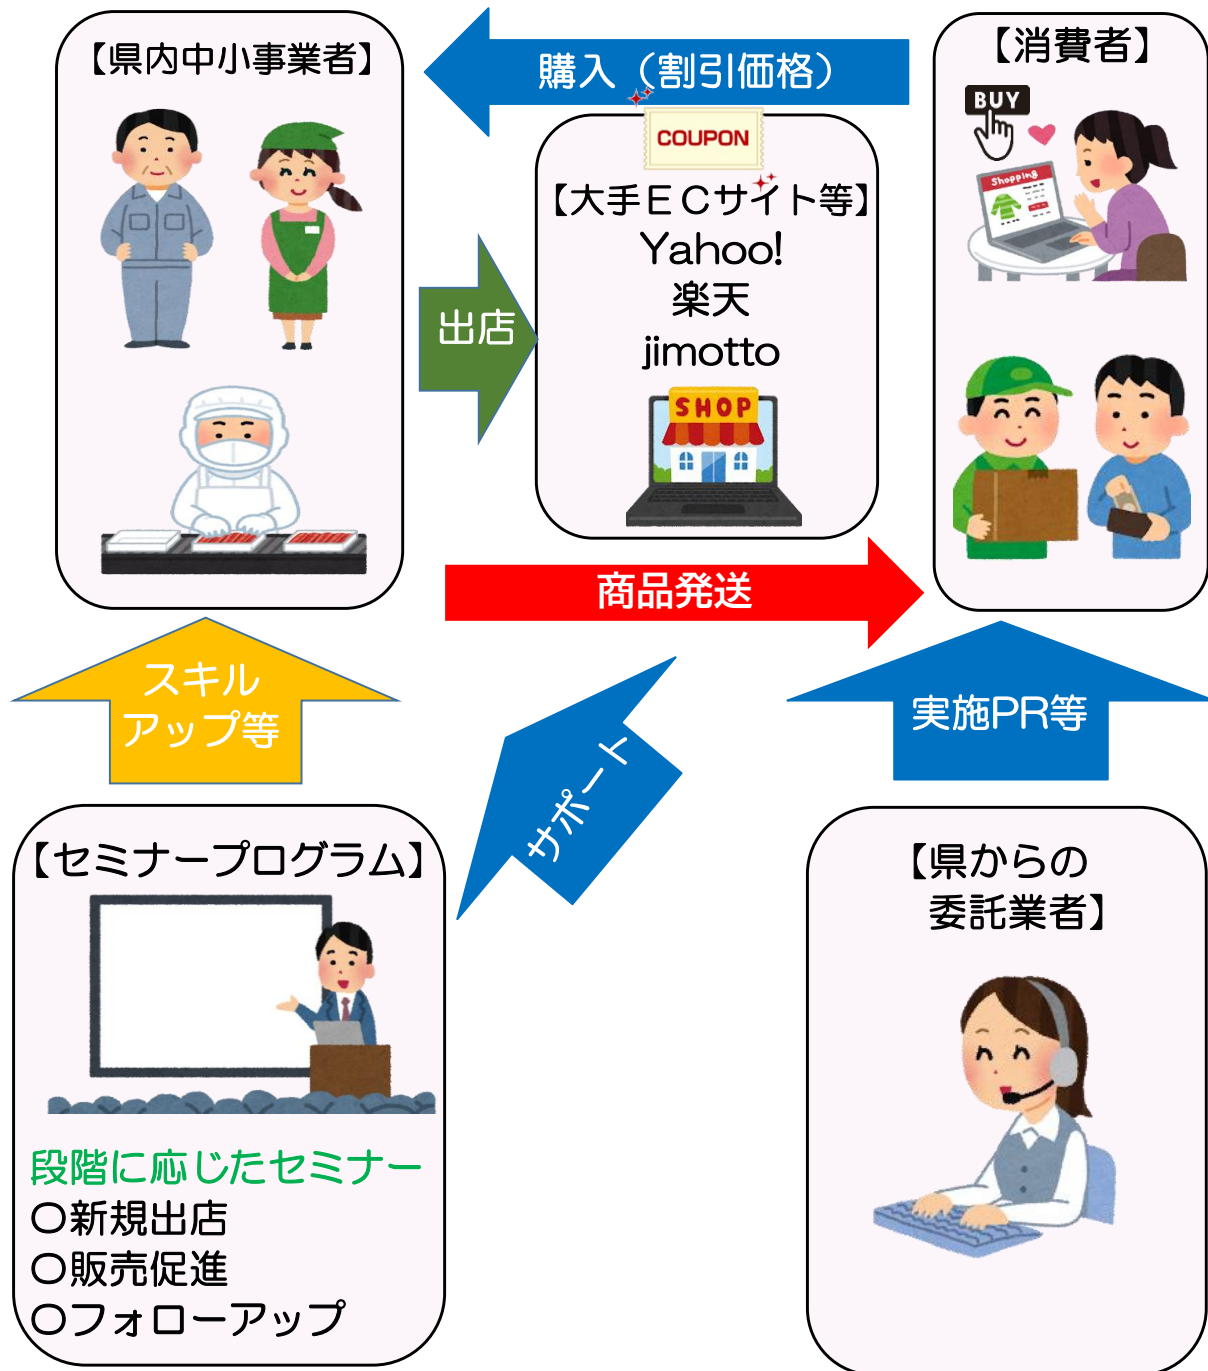 【県内中小事業者】
購入（割引価格）
【消費者】
BUY
Shopping
COUPON
【大手ＥＣサイト等】
Yahoo!
楽天
jimotto
SHOP
出店
商品発送
スキル
アップ等
サポート
実施PR等
【セミナープログラム】
段階に応じたセミナー
〇新規出店
〇販売促進
〇フォローアップ
【県からの
委託業者】